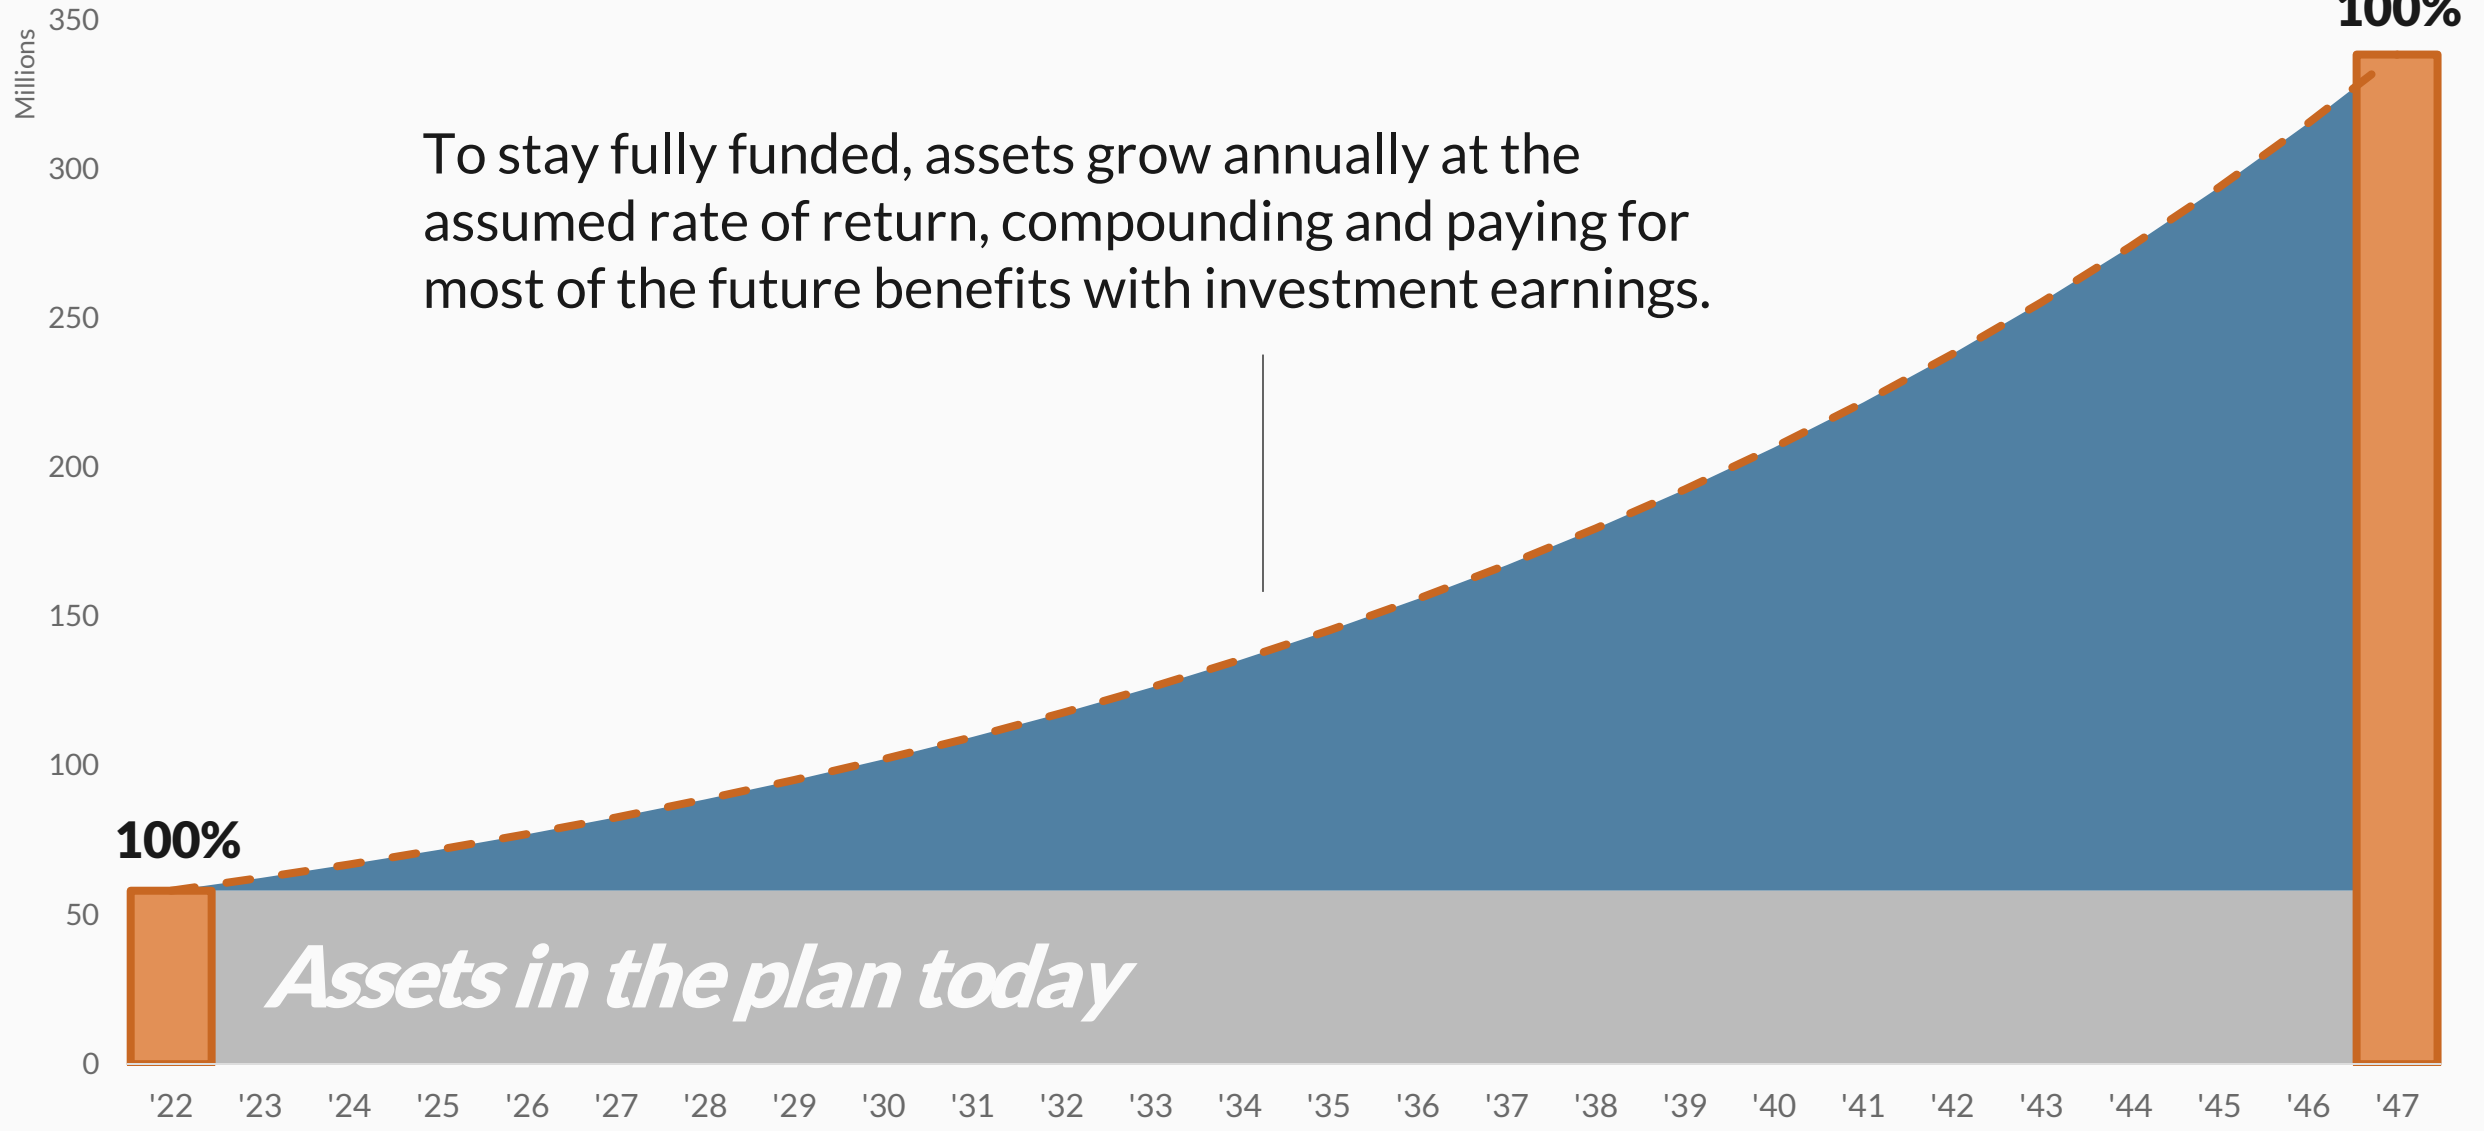 350
100%
Millions
To stay fully funded, assets grow annually at the
assumed rate of return, compounding and paying for
most of the future benefits with investment earnings.
300
250
200
150
100
100%
50
Assets in the plan today
0
'22 '23 '24 '25 '26 '27 '28 '29 '30 '31 '32 '33 '34 '35 '36 '37 '38 '39 '40 '41 '42 '43 '44 '45 '46 '47